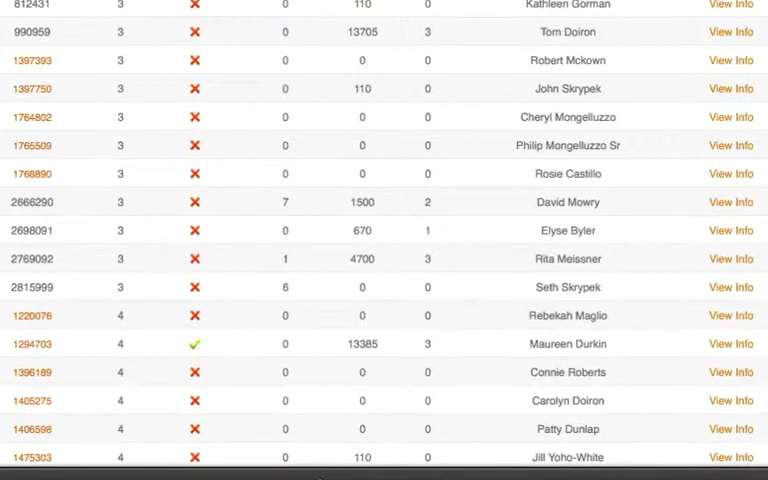 812431 3 0 110 0 Kathleen Gorman View Info
990959 3 0 13705 3 Tom Doiron View Info
1397393 3 0 0 0 Robert Mckown View Info
1397750 3 0 110 0 John Skrypek View Info
1764802 3 0 0 0 Cheryl Mongelluzzo View Info
1765509 3 0 0 0 Philip Mongelluzzo Sr View Info
1768890 3 0 0 0 Rosie Castillo View Info
2666290 3 7 1500 2 David Mowry View Info
2698091 3 0 670 1 Elyse Byler View Info
2769092 3 1 4700 3 Rita Meissner View Info
2815999 3 6 0 0 Seth Skrypek View Info
1220076 4 0 0 0 Rebekah Maglio View Info
1294703 4 0 13385 3 Maureen Durkin View Info
1396189 4 0 0 0 Connie Roberts View Info
1405275 4 0 0 0 Carolyn Doiron View Info
1406598 4 0 0 0 Patty Dunlap View Info
1475303 4 0 110 0 Jill Yoho-White View Info